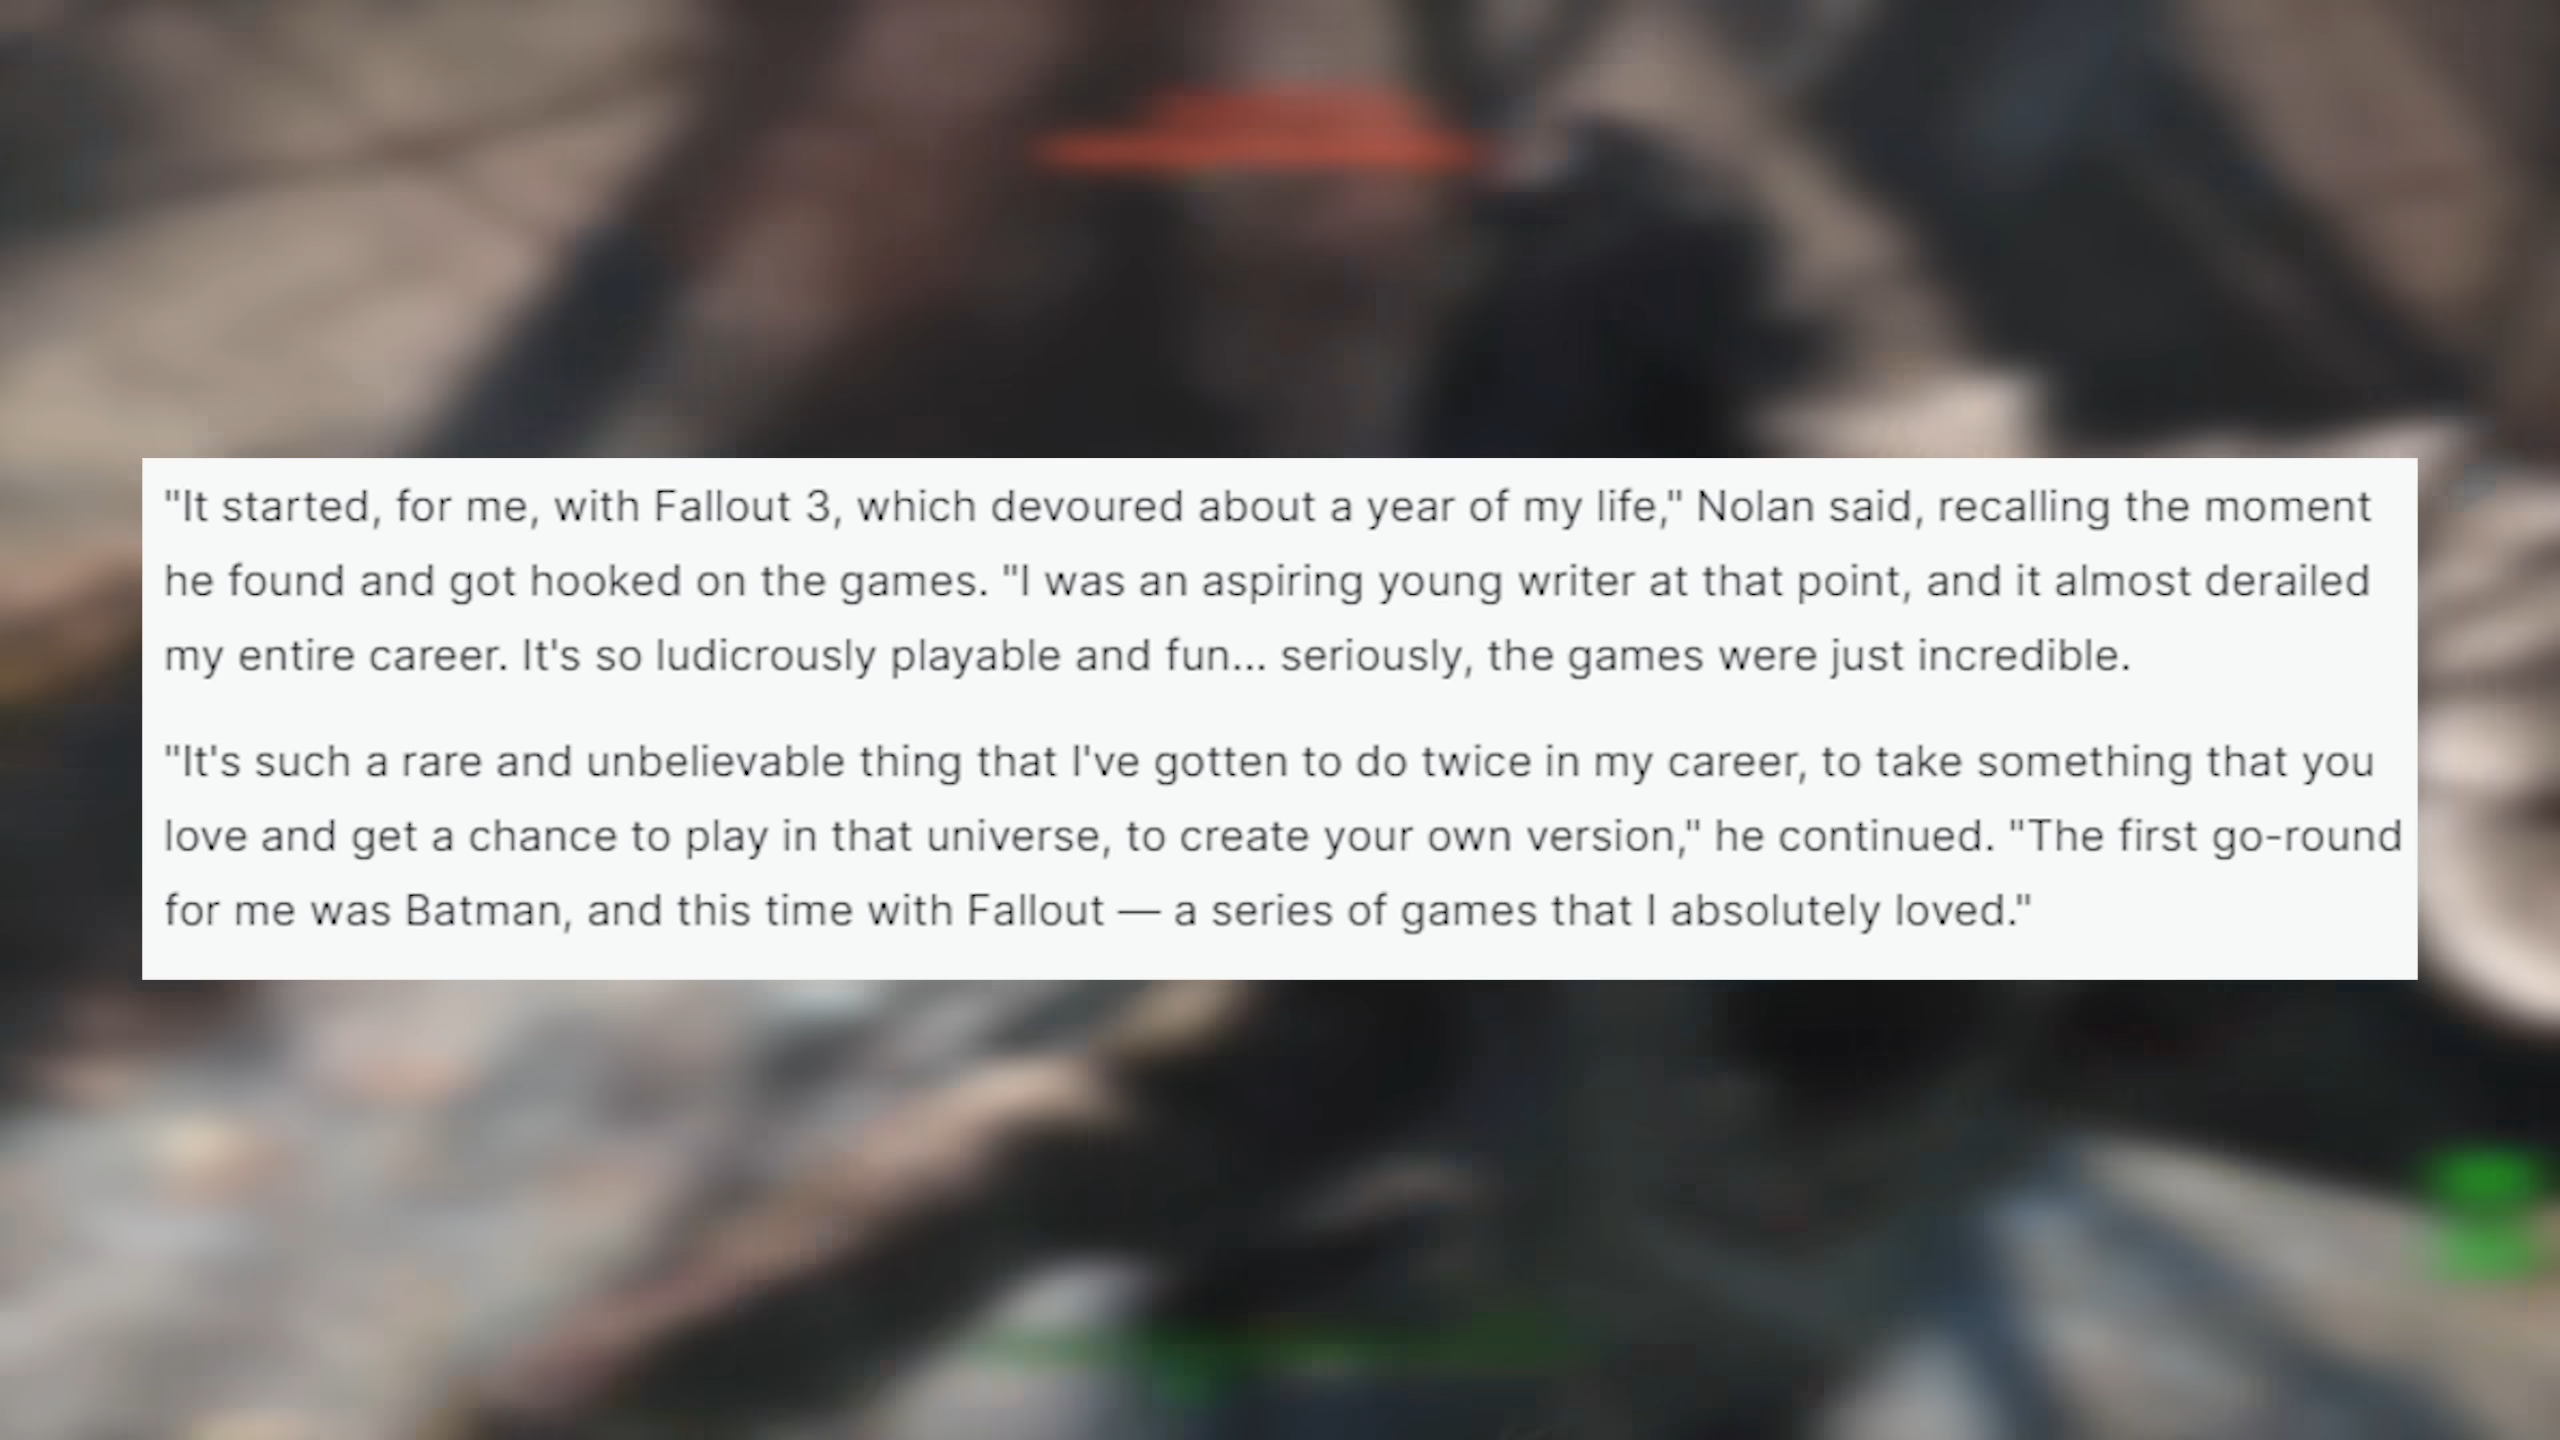 "It started, for me, with Fallout 3, which devoured about a year of my life," Nolan said, recalling the moment
he found and got hooked on the games. "I was an aspiring young writer at that point, and it almost derailed
my entire career. It's so ludicrously playable and fun... seriously, the games were just incredible.
"It's such a rare and unbelievable thing that I've gotten to do twice in my career, to take something that you
love and get a chance to play in that universe, to create your own version," he continued. "The first go-round
for me was Batman, and this time with Fallout — a series of games that I absolutely loved."